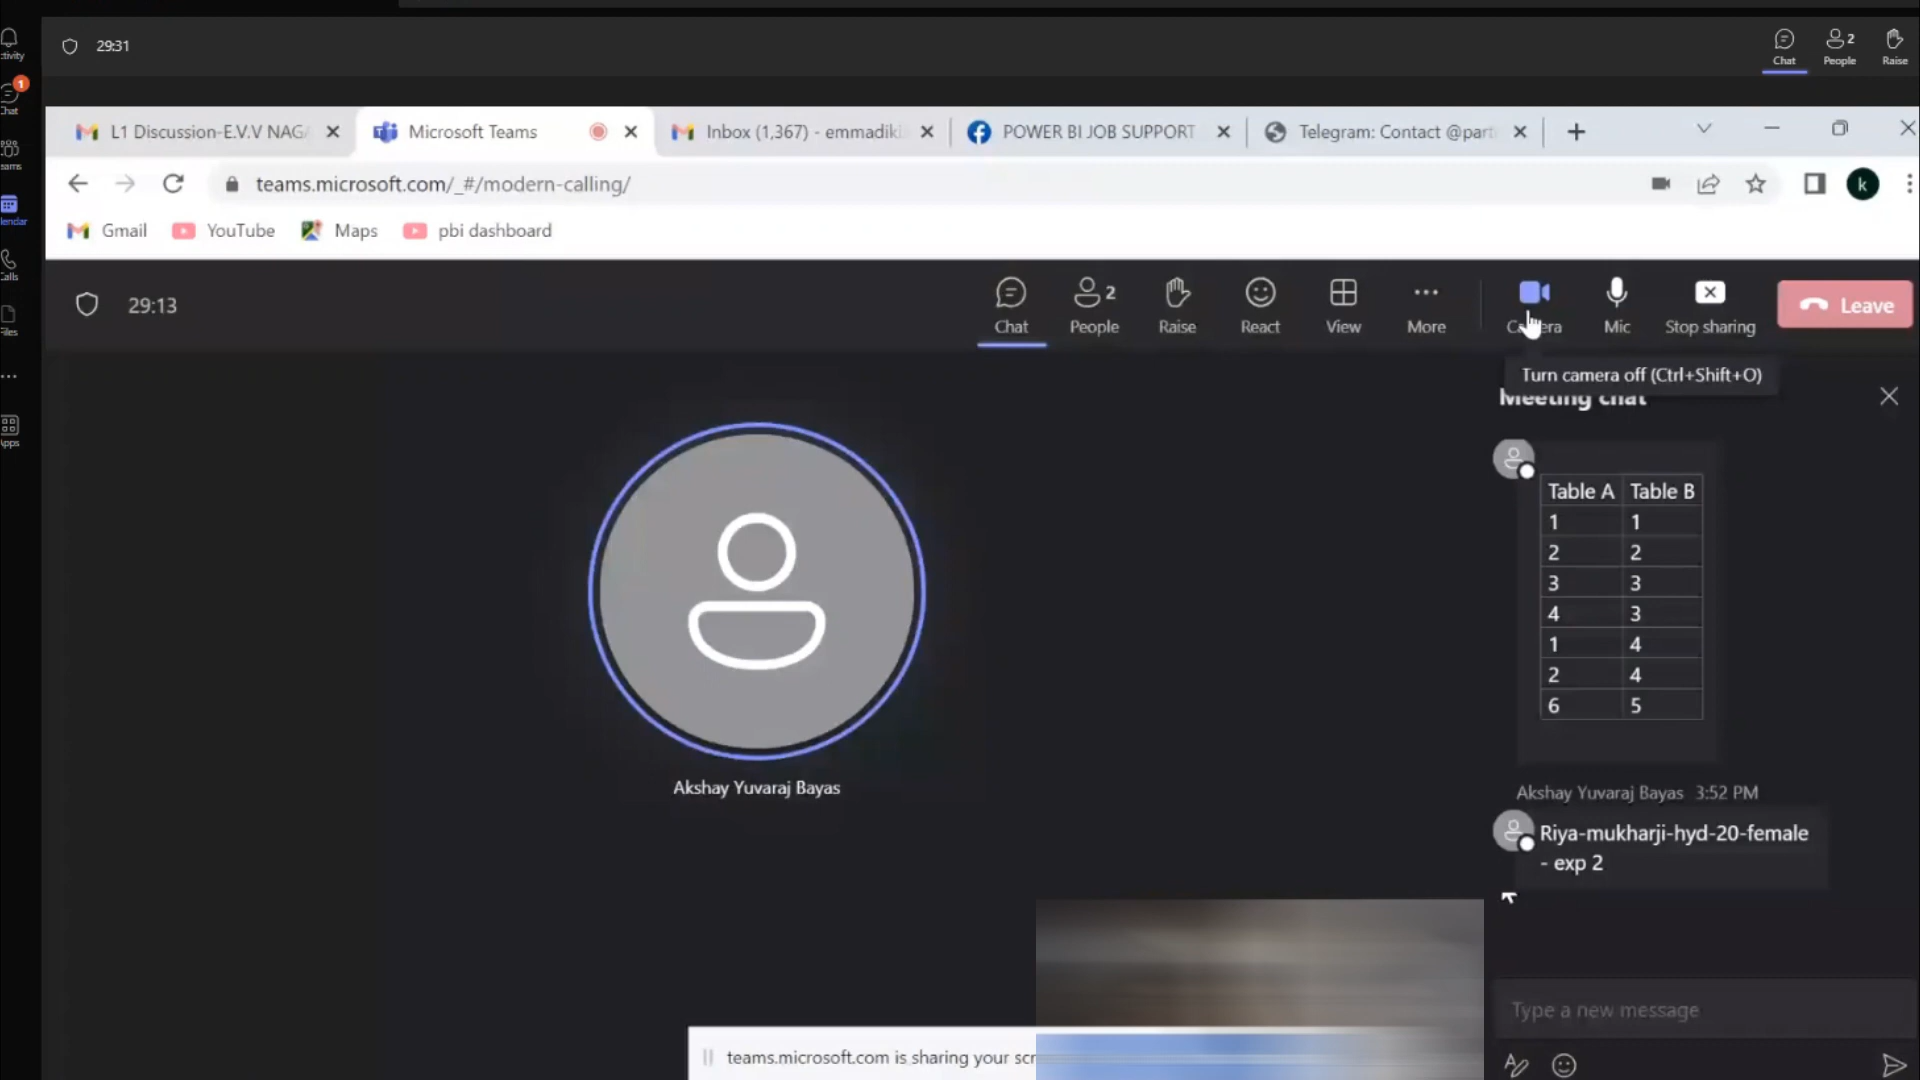 29:31
Chat
2
People
Raise
1
L1 Discussion-E.V.V NAG
Microsoft Teams
Inbox (1,367) -
POWER BI JOB SUPPORT
Telegram: Contact
teams.microsoft.com/_#/modern-calling/
k
Gmail
YouTube
Maps
pbi dashboard
29:13
Chat
2
People
Raise
React
View
More
Mic
Stop sharing
Leave
Turn camera off (Ctrl+Shift+O)
Meeting chat
Table A Table B
1 1
2 2
3 3
4 3
1 4
2 4
6 5
Akshay Yuvaraj Bayas
Akshay Yuvaraj Bayas 3:52 PM
Riya-mukharji-hyd-20-female
- exp 2
Type a new message
teams.microsoft.com is sharing your scr